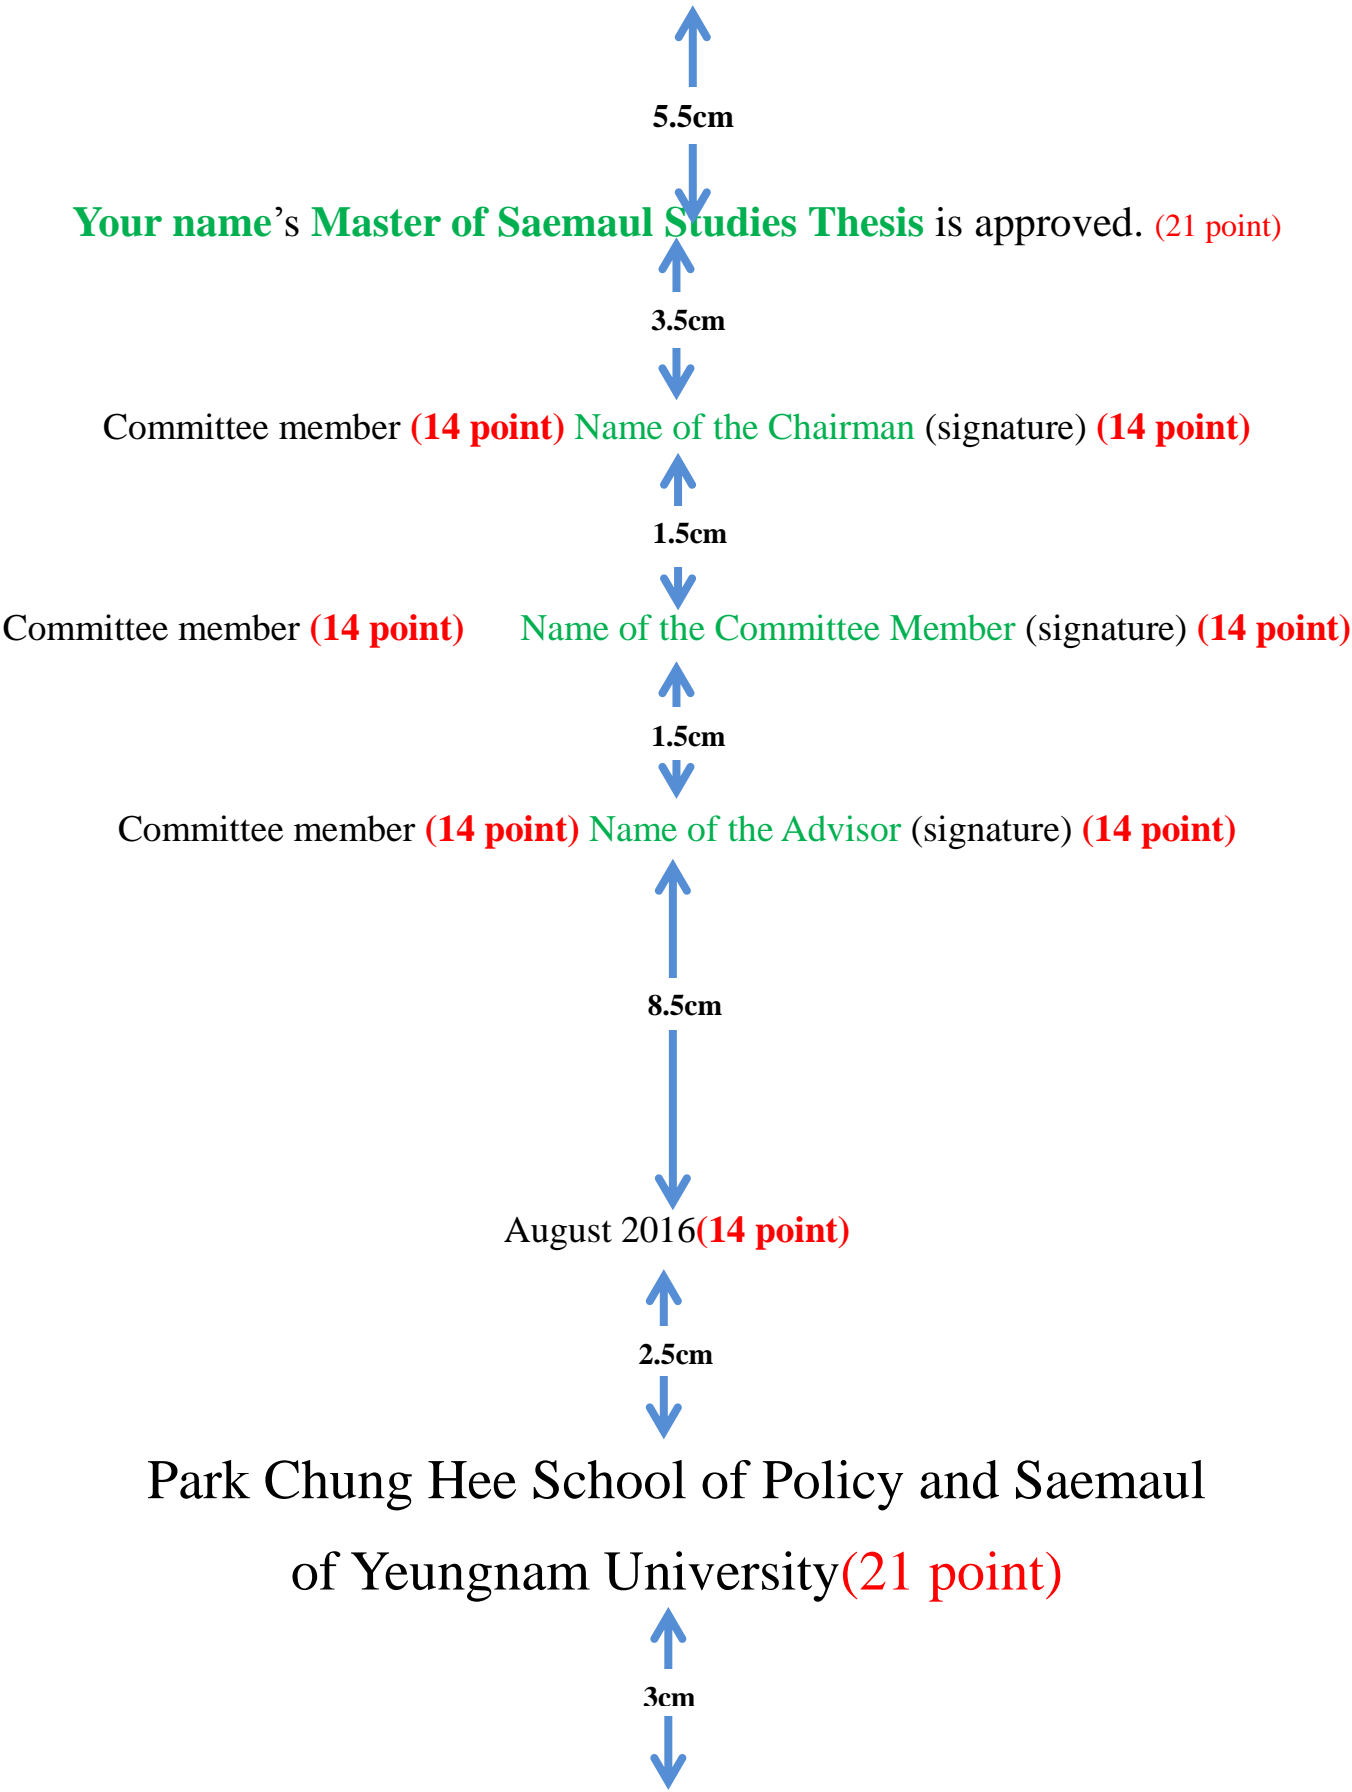 5.5cm
Your name’s Master of Saemaul Studies Thesis is approved. (21 point)
3.5cm
Committee member (14 point) Name of the Chairman (signature) (14 point)
1.5cm
Committee member (14 point) Name of the Committee Member (signature) (14 point)
1.5cm
Committee member (14 point) Name of the Advisor (signature) (14 point)
8.5cm
August 2016(14 point)
2.5cm
Park Chung Hee School of Policy and Saemaul
of Yeungnam University(21 point)
3cm